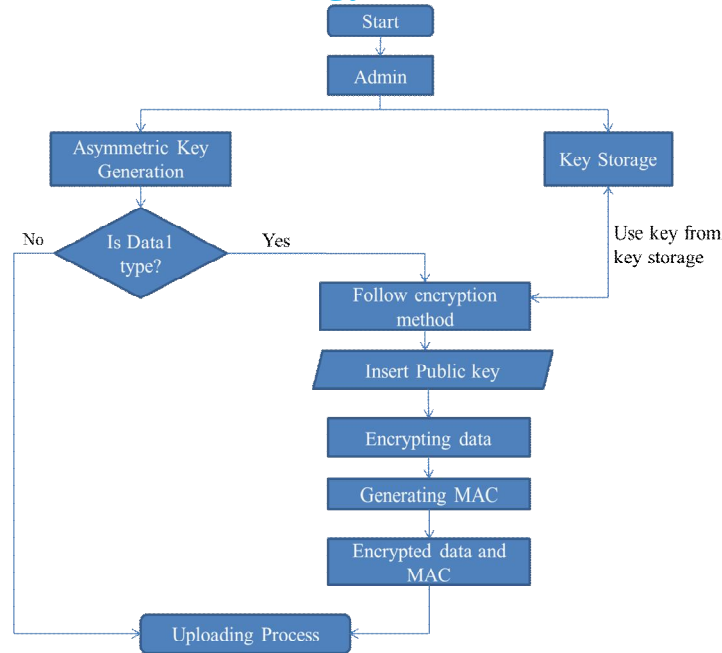 Start
Admin
Asymmetric Key
Generation
Key Storage
No
Is Data1
type?
Yes
Use key from
key storage
Follow encryption
method
Insert Public key
Encrypting data
Generating MAC
Encrypted data and
MAC
Uploading Process